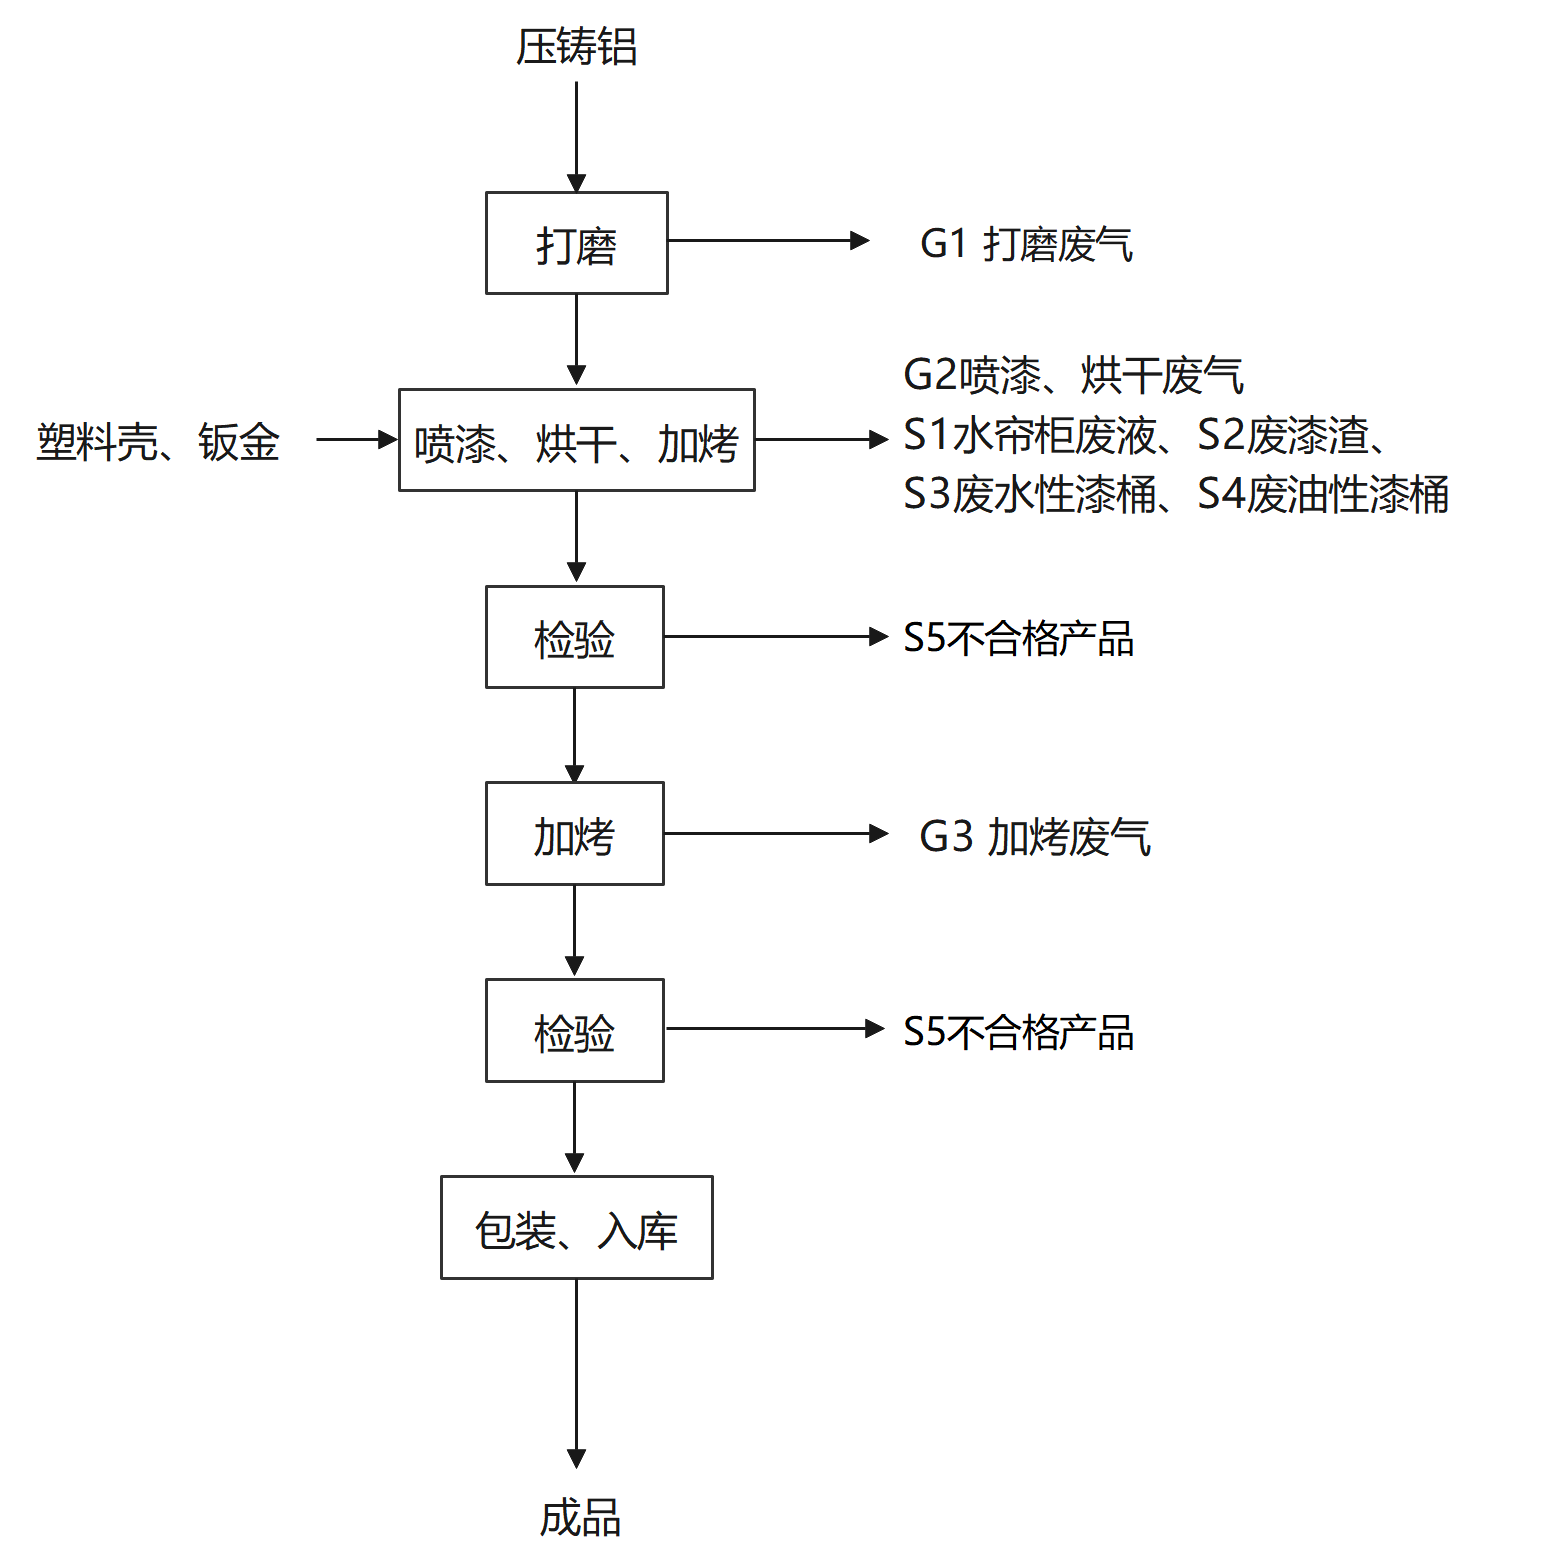 压铸铝
打磨
G1 打磨废气
G2喷漆、烘干废气
塑料壳、钣金
喷漆、烘干、加烤
S1水帘柜废液、S2废漆渣、
S3废水性漆桶、S4废油性漆桶
检验
S5不合格产品
加烤
G3 加烤废气
检验
S5不合格产品
包装、入库
成品